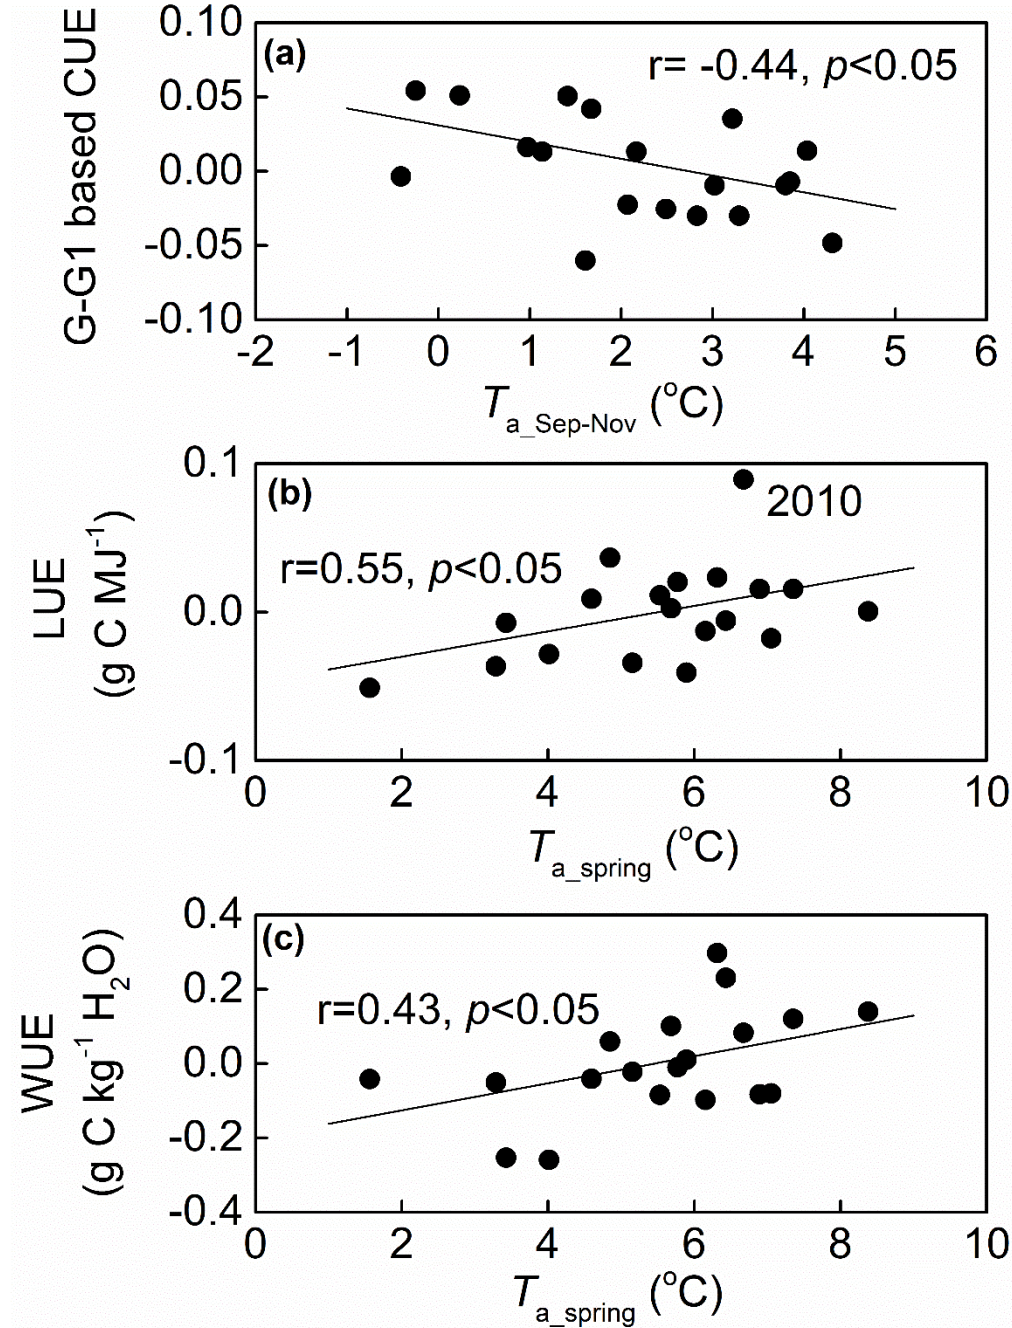 G-G1 based CUE
0.10
0.05
0.00
-0.05
-0.10
(a)
r= -0.44, p<0.05
-2 -1 0 1 2 3 4 5 6
Ta_Sep-Nov (oC)
LUE
(g C MJ-1)
0.1
0.0
-0.1
(b)
2010
r=0.55, p<0.05
0 2 4 6 8 10
Ta_spring (oC)
WUE
(g C kg-1 H2O)
0.4
0.2
0.0
-0.2
-0.4
(c)
r=0.43, p<0.05
0 2 4 6 8 10
Ta_spring (oC)